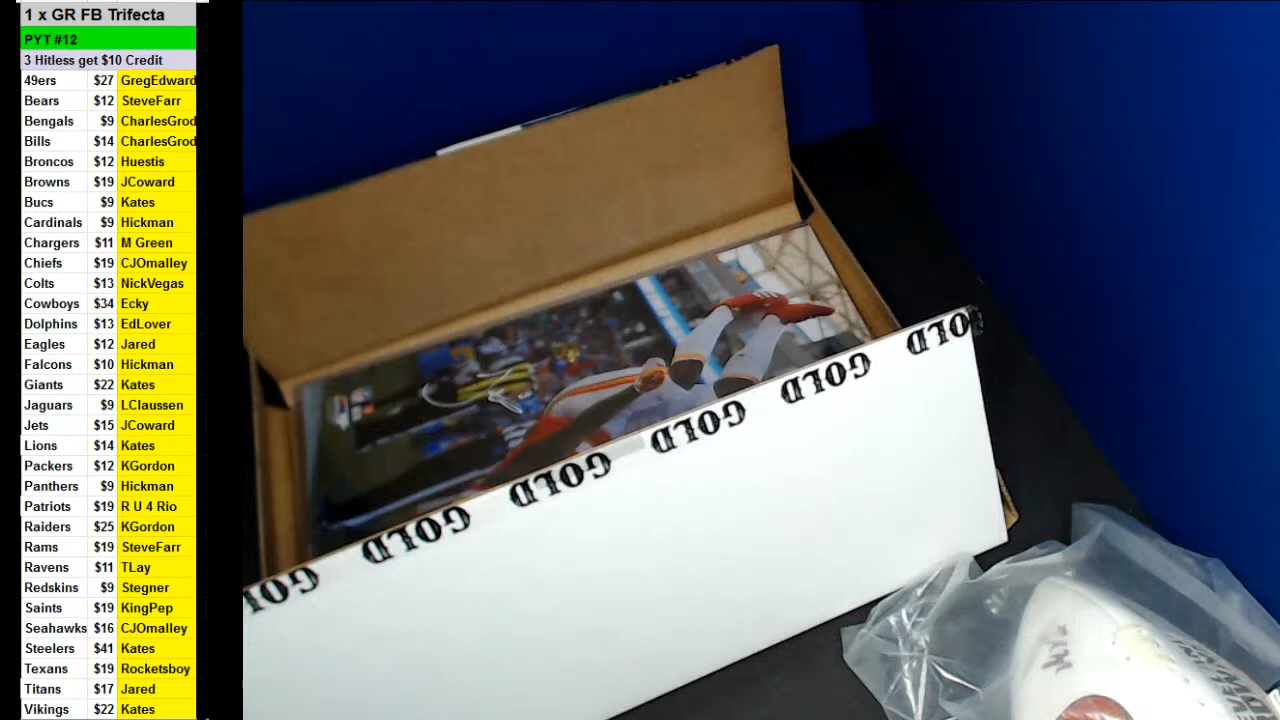 1 x GR FB Trifecta
PYT #12
3 Hitless get $10 Credit
49ers $27 GregEdward
Bears $12 SteveFarr
Bengals $9 CharlesGrod
Bills $14 CharlesGrod
Broncos $12 Huestis
Browns $19 JCoward
Bucs $9 Kates
Cardinals $9 Hickman
Chargers $11 M Green
Chiefs $19 CJOmalley
Colts $13 NickVegas
Cowboys $34 Ecky
Dolphins $13 EdLover
Eagles $12 Jared
Falcons $10 Hickman
Giants $22 Kates
Jaguars $9 LClaussen
Jets $15 JCoward
Lions $14 Kates
Packers $12 KGordon
Panthers $9 Hickman
Patriots $19 R U 4 Rio
Raiders $25 KGordon
Rams $19 SteveFarr
Ravens $11 TLay
Redskins $9 Stegner
Saints $19 KingPep
Seahawks $16 CJOmalley
Steelers $41 Kates
Texans $19 Rocketsboy
Titans $17 Jared
Vikings $22 Kates
GOLD GOLD GOLD GOLD GOLD GOLD